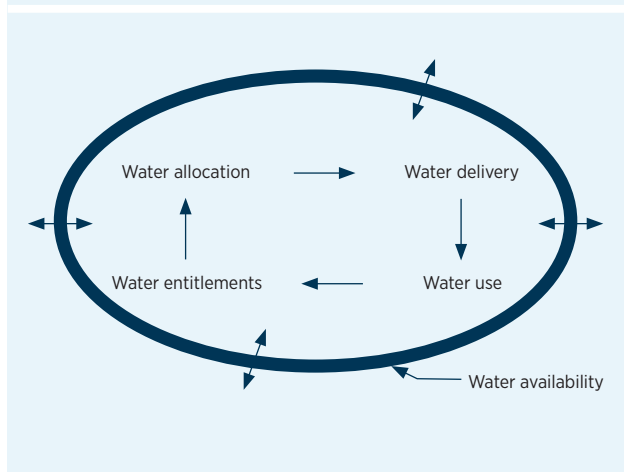 Water allocation
Water delivery
Water entitlements
Water use
Water availability